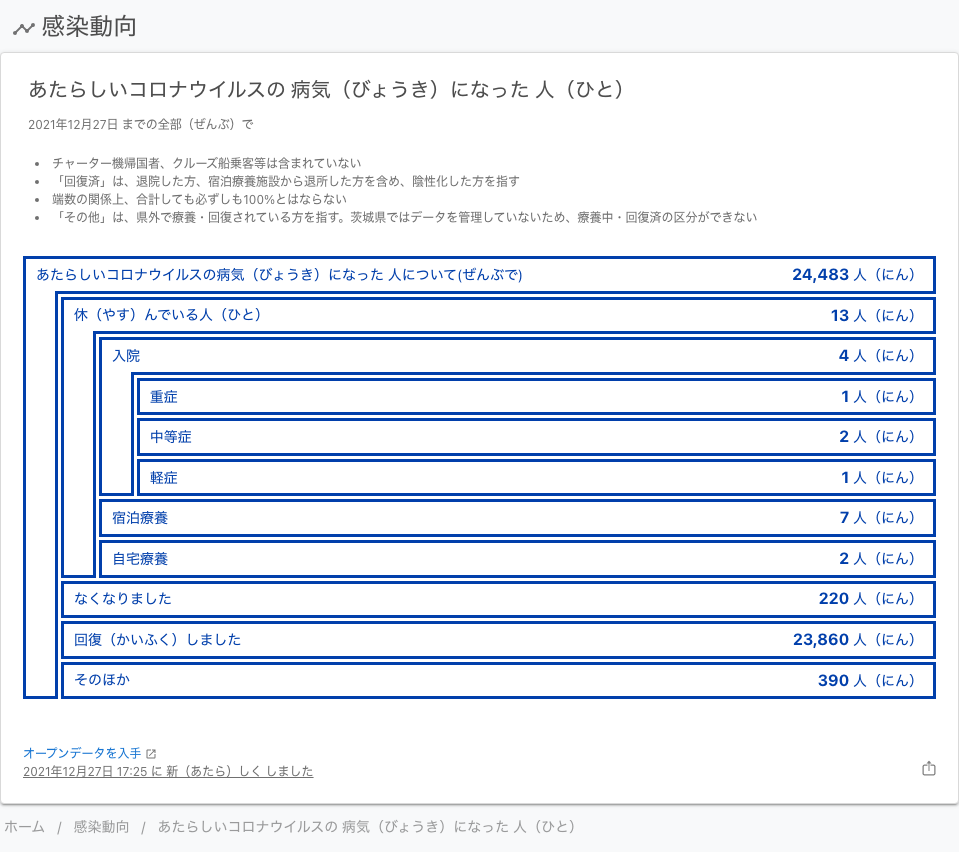 感染動向
あたらしいコロナウイルスの 病気（びょうき）になった 人（ひと）
2021年12月27日 までの全部（ぜんぶ）で
• チャーター機帰国者、クルーズ船乗客等は含まれていない
• 「回復済」は、退院した方、宿泊療養施設から退所した方を含め、陰性化した方を指す
• 端数の関係上、合計しても必ずしも100%とはならない
• 「その他」は、県外で療養・回復されている方を指す。茨城県ではデータを管理していないため、療養中・回復済の区分ができない
あたらしいコロナウイルスの病気（びょうき）になった 人について(ぜんぶで) 24,483 人（にん）
休（やす）んでいる人（ひと） 13 人（にん）
入院 4 人（にん）
重症 1 人（にん）
中等症 2 人（にん）
軽症 1 人（にん）
宿泊療養 7 人（にん）
自宅療養 2 人（にん）
なくなりました 220 人（にん）
回復（かいふく）しました 23,860 人（にん）
そのほか 390 人（にん）
オープンデータを入手
2021年12月27日 17:25 に 新（あたら）しく しました
ホーム / 感染動向 / あたらしいコロナウイルスの 病気（びょうき）になった 人（ひと）